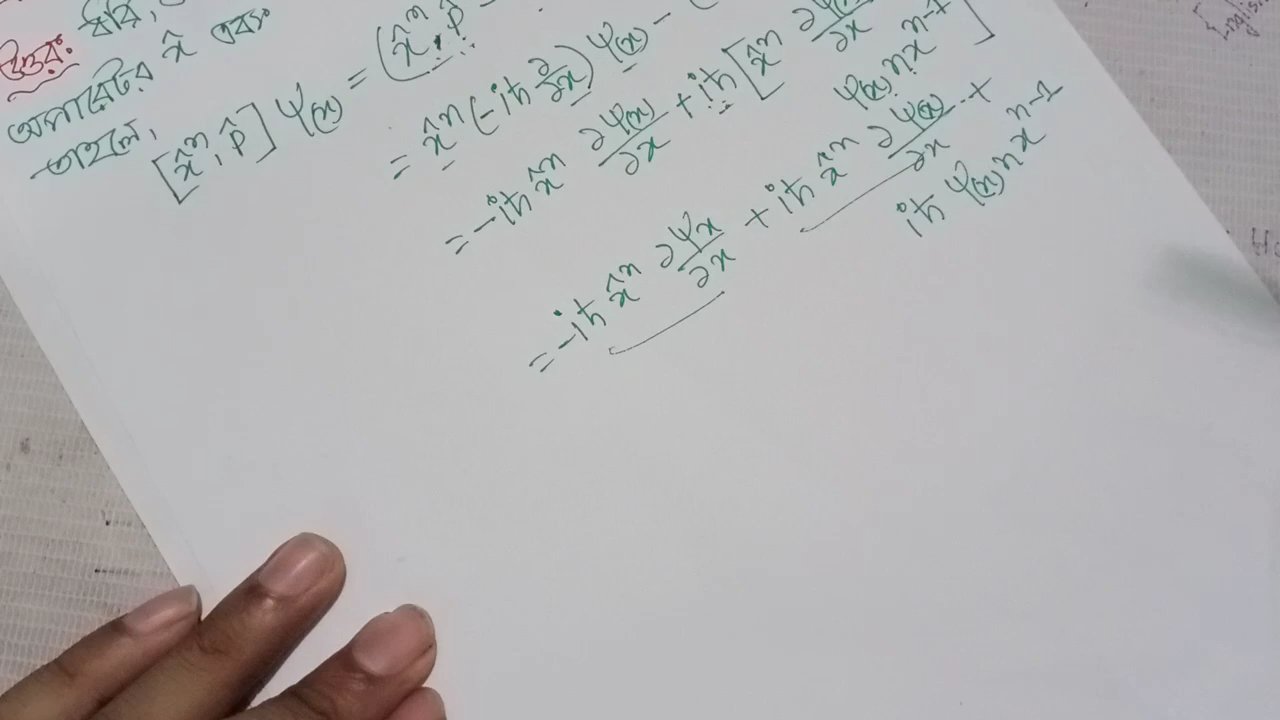 উত্তর: ধরি,
অপারেটর x̂ এবং
তাহলে,
[x̂ⁿ, p̂] ψ(x) = (x̂ⁿ. p̂ -
= x̂ⁿ (-iħ ∂/∂x) ψ(x) -
= -iħ x̂ⁿ ∂ψ(x)/∂x + iħ [x̂ⁿ ∂ψ(x)/∂x
ψ(x) n xⁿ⁻¹ ]
= -iħ x̂ⁿ ∂ψx/∂x + iħ x̂ⁿ ∂ψ(x)/∂x +
iħ ψ(x) n xⁿ⁻¹